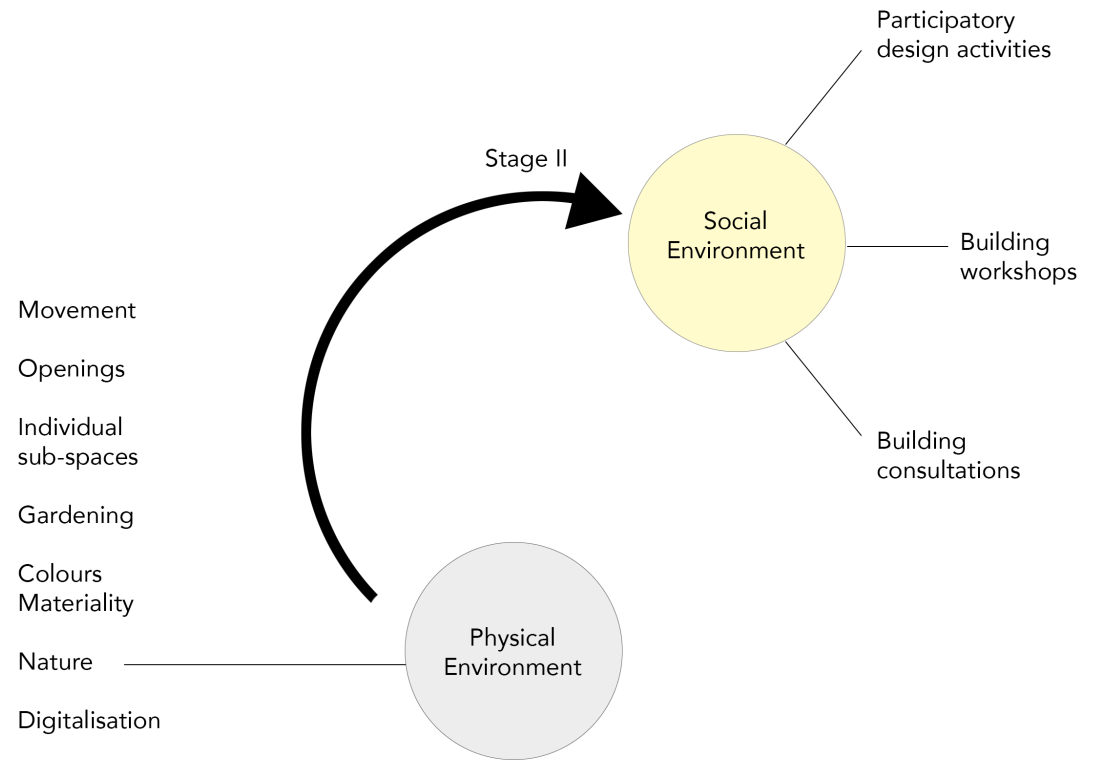 Participatory
design activities
Stage II
Social
Environment
Building
workshops
Movement
Openings
Individual
sub-spaces
Building
consultations
Gardening
Colours
Materiality
Physical
Environment
Nature
Digitalisation